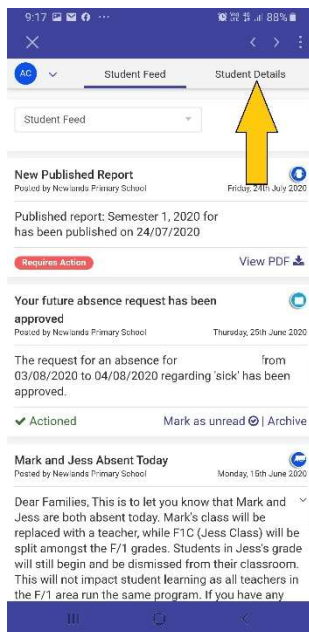 9:17 88%
AC Student Feed Student Details
Student Feed
New Published Report
Posted by Newlands Primary School Friday, 24th July 2020
Published report: Semester 1, 2020 for
has been published on 24/07/2020
Requires Action View PDF
Your future absence request has been
approved
Posted by Newlands Primary School Thursday, 25th June 2020
The request for an absence for from
03/08/2020 to 04/08/2020 regarding 'sick' has been
approved.
Actioned Mark as unread | Archive
Mark and Jess Absent Today
Posted by Newlands Primary School Monday, 15th June 2020
Dear Families, This is to let you know that Mark and
Jess are both absent today. Mark's class will be
replaced with a teacher, while F1C (Jess Class) will be
split amongst the F/1 grades. Students in Jess's grade
will still begin and be dismissed from their classroom.
This will not impact student learning as all teachers in
the F/1 area run the same program. If you have any